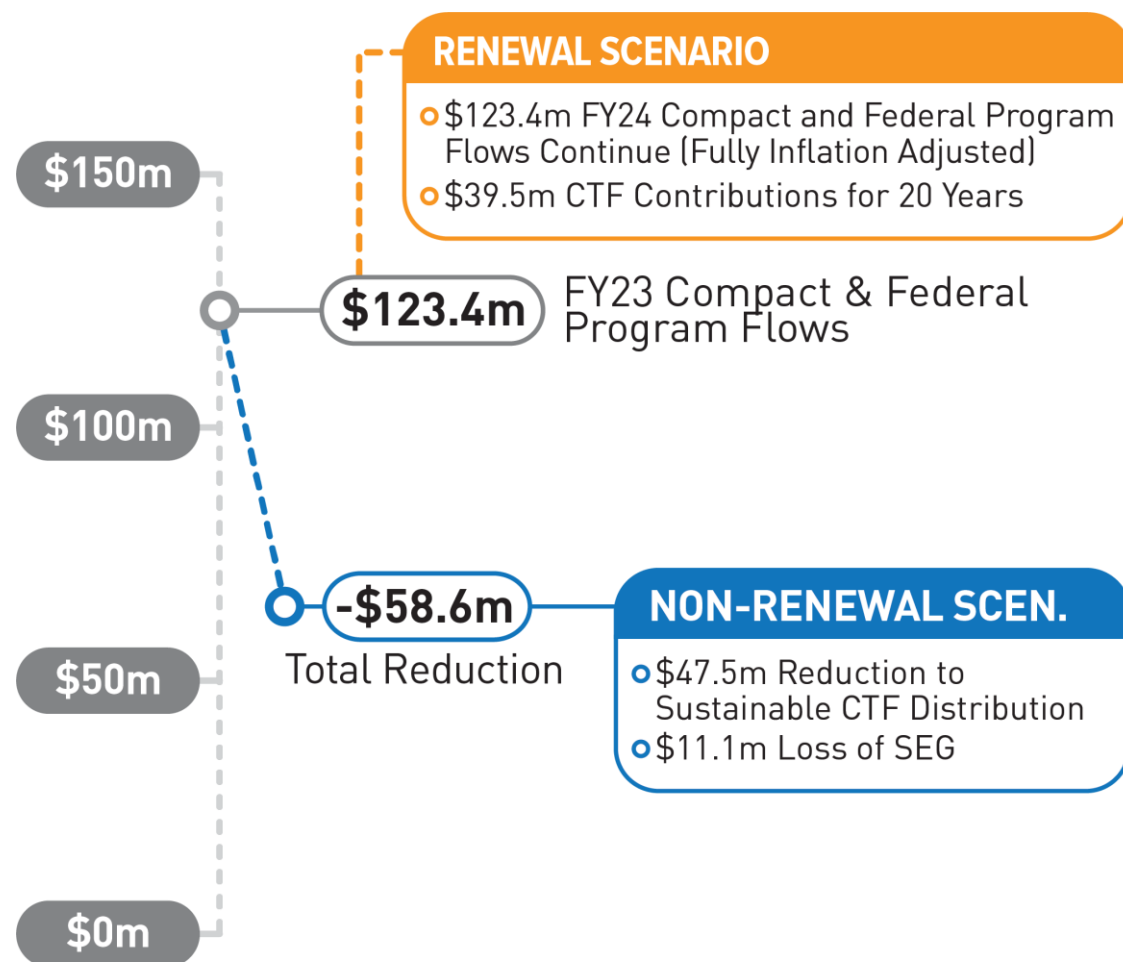 RENEWAL SCENARIO
$123.4m FY24 Compact and Federal Program
Flows Continue (Fully Inflation Adjusted)
$39.5m CTF Contributions for 20 Years
$150m
$123.4m
FY23 Compact & Federal
Program Flows
$100m
-$58.6m
Total Reduction
NON-RENEWAL SCEN.
$47.5m Reduction to
Sustainable CTF Distribution
$11.1m Loss of SEG
$50m
$0m